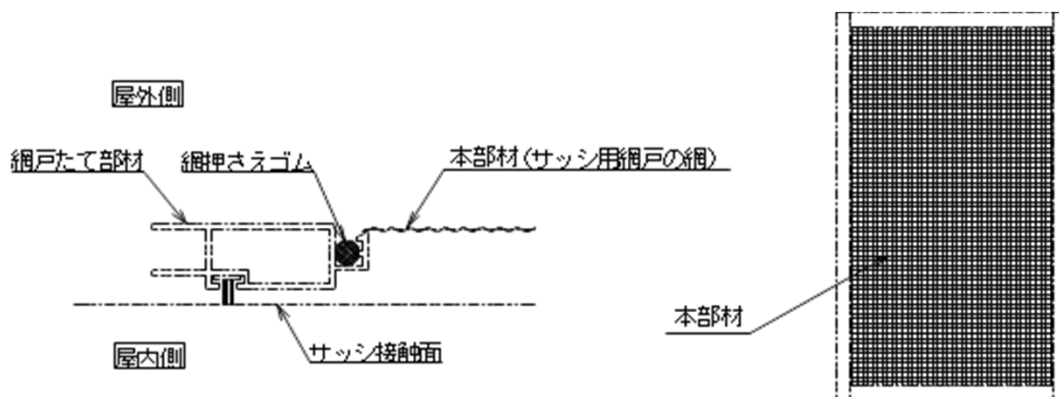 屋外側
網戸たて部材
網押さえゴム
本部材(サッシ用網戸の網)
本部材
屋内側
サッシ接触面